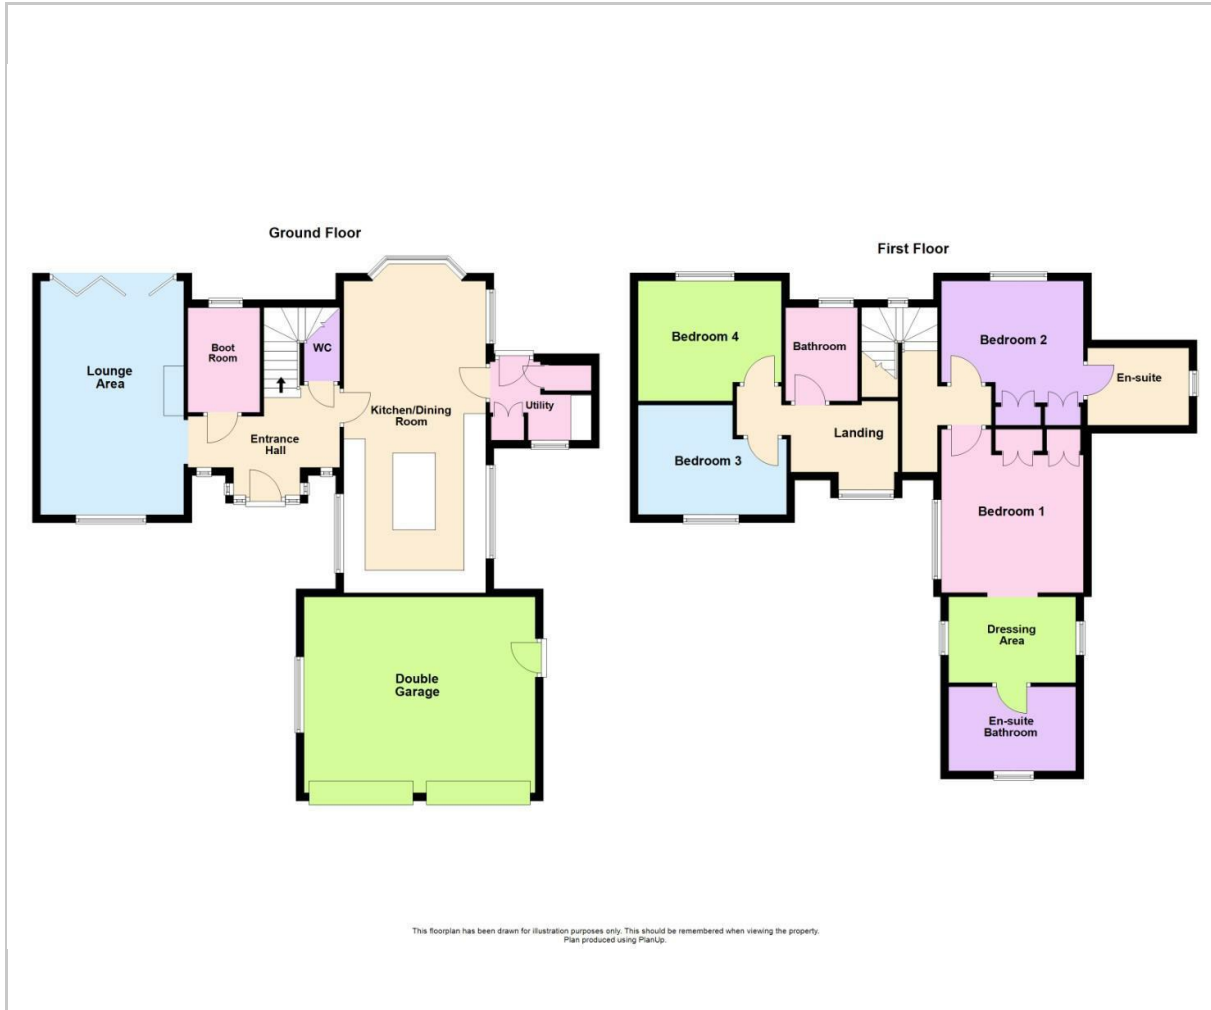 Ground Floor
Lounge
Area
Boot
Room
WC
Entrance
Hall
Kitchen/Dining
Room
Utility
Double
Garage
First Floor
Bedroom 4
Bathroom
Bedroom 2
En-suite
Bedroom 3
Landing
Bedroom 1
Dressing
Area
En-suite
Bathroom
This floorplan has been drawn for illustration purposes only. This should be remembered when viewing the property.
Plan produced using PlanUp.